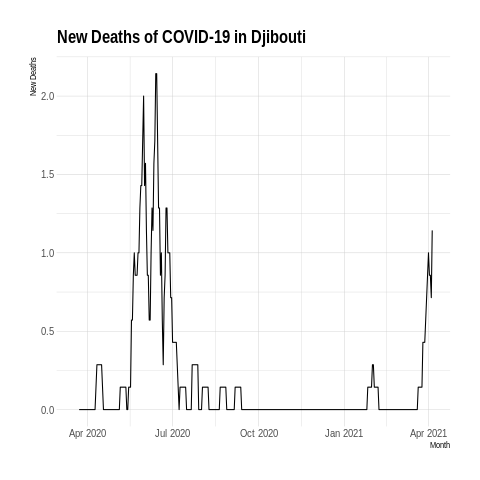 New Deaths of COVID-19 in Djibouti
New Deaths
2.0
1.5
1.0
0.5
0.0
Apr 2020 Jul 2020 Oct 2020 Jan 2021 Apr 2021
Month